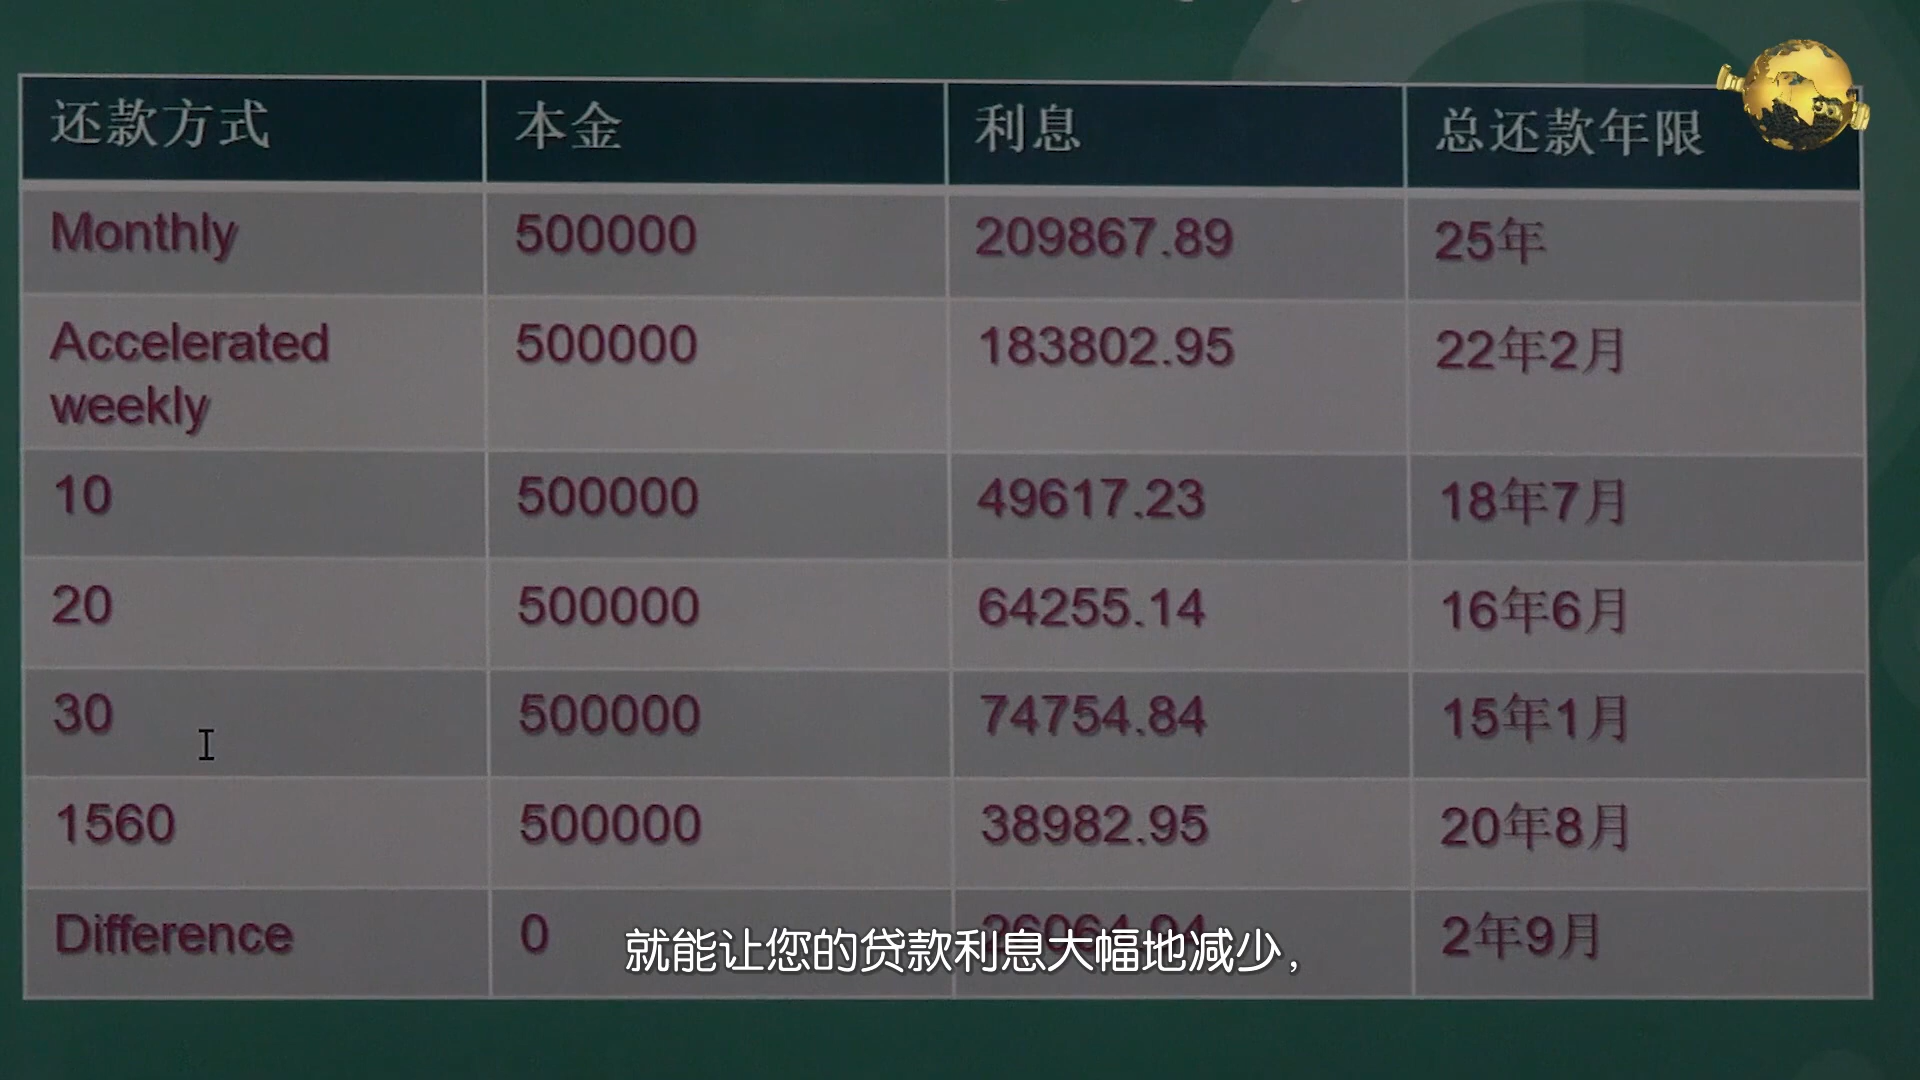 还款方式 本金 利息 总还款年限
Monthly 500000 209867.89 25年
Accelerated weekly 500000 183802.95 22年2月
10 500000 49617.23 18年7月
20 500000 64255.14 16年6月
30 500000 74754.84 15年1月
1560 500000 38982.95 20年8月
Difference 0 26064.94 2年9月
就能让您的贷款利息大幅地减少,